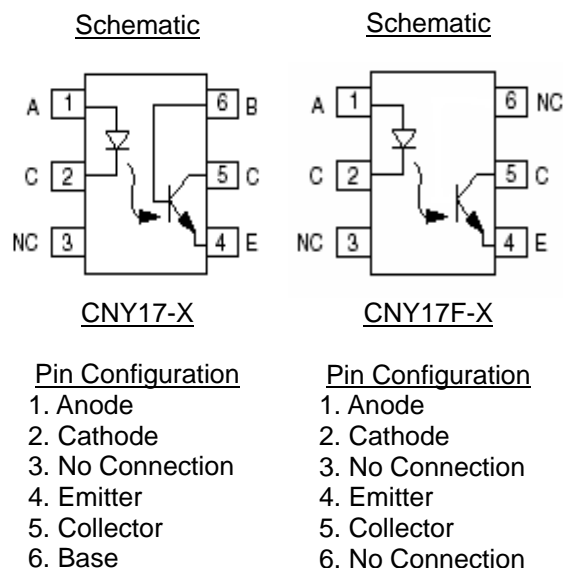 Schematic
A 1 6 B
C 2 5 C
NC 3 4 E
CNY17-X
Pin Configuration
1. Anode
2. Cathode
3. No Connection
4. Emitter
5. Collector
6. Base
Schematic
A 1 6 NC
C 2 5 C
NC 3 4 E
CNY17F-X
Pin Configuration
1. Anode
2. Cathode
3. No Connection
4. Emitter
5. Collector
6. No Connection